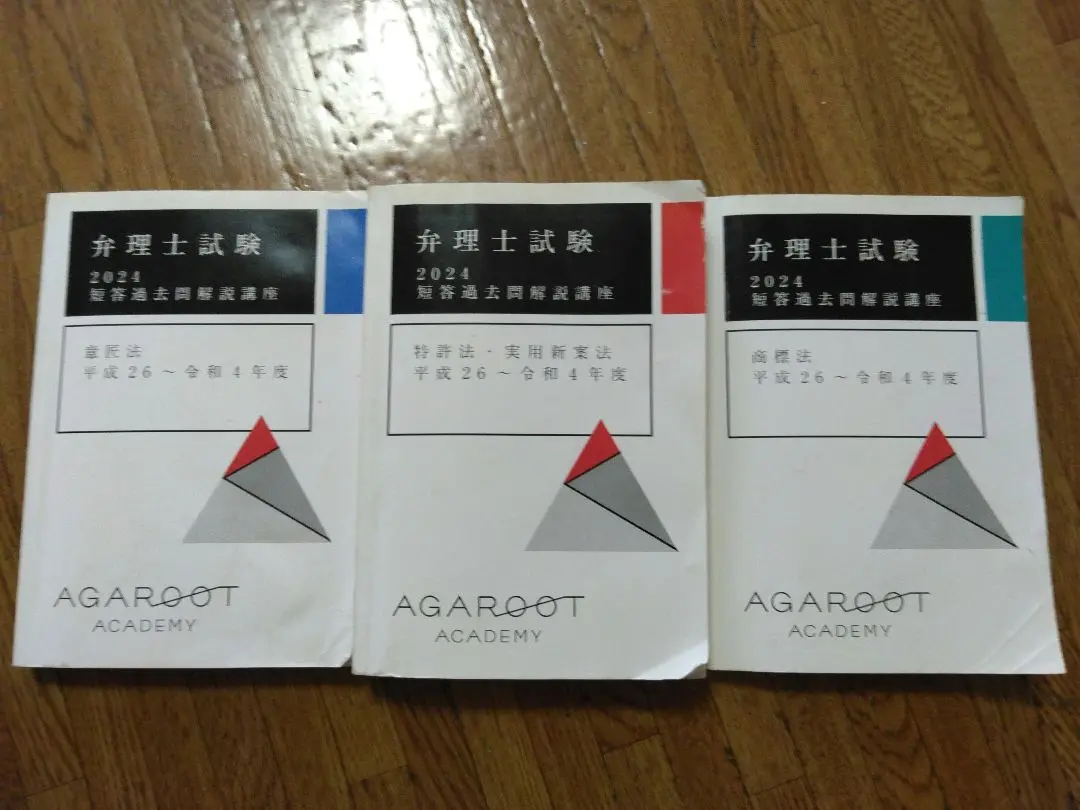 弁理士試験
2024
短答過去問解説講座
意匠法
平成26~令和4年度
AGAROOT
ACADEMY
弁理士試験
2024
短答過去問解説講座
特許法・実用新案法
平成26~令和4年度
AGAROOT
ACADEMY
弁理士試験
2024
短答過去問解説講座
商標法
平成26~令和4年度
AGAROOT
ACADEMY